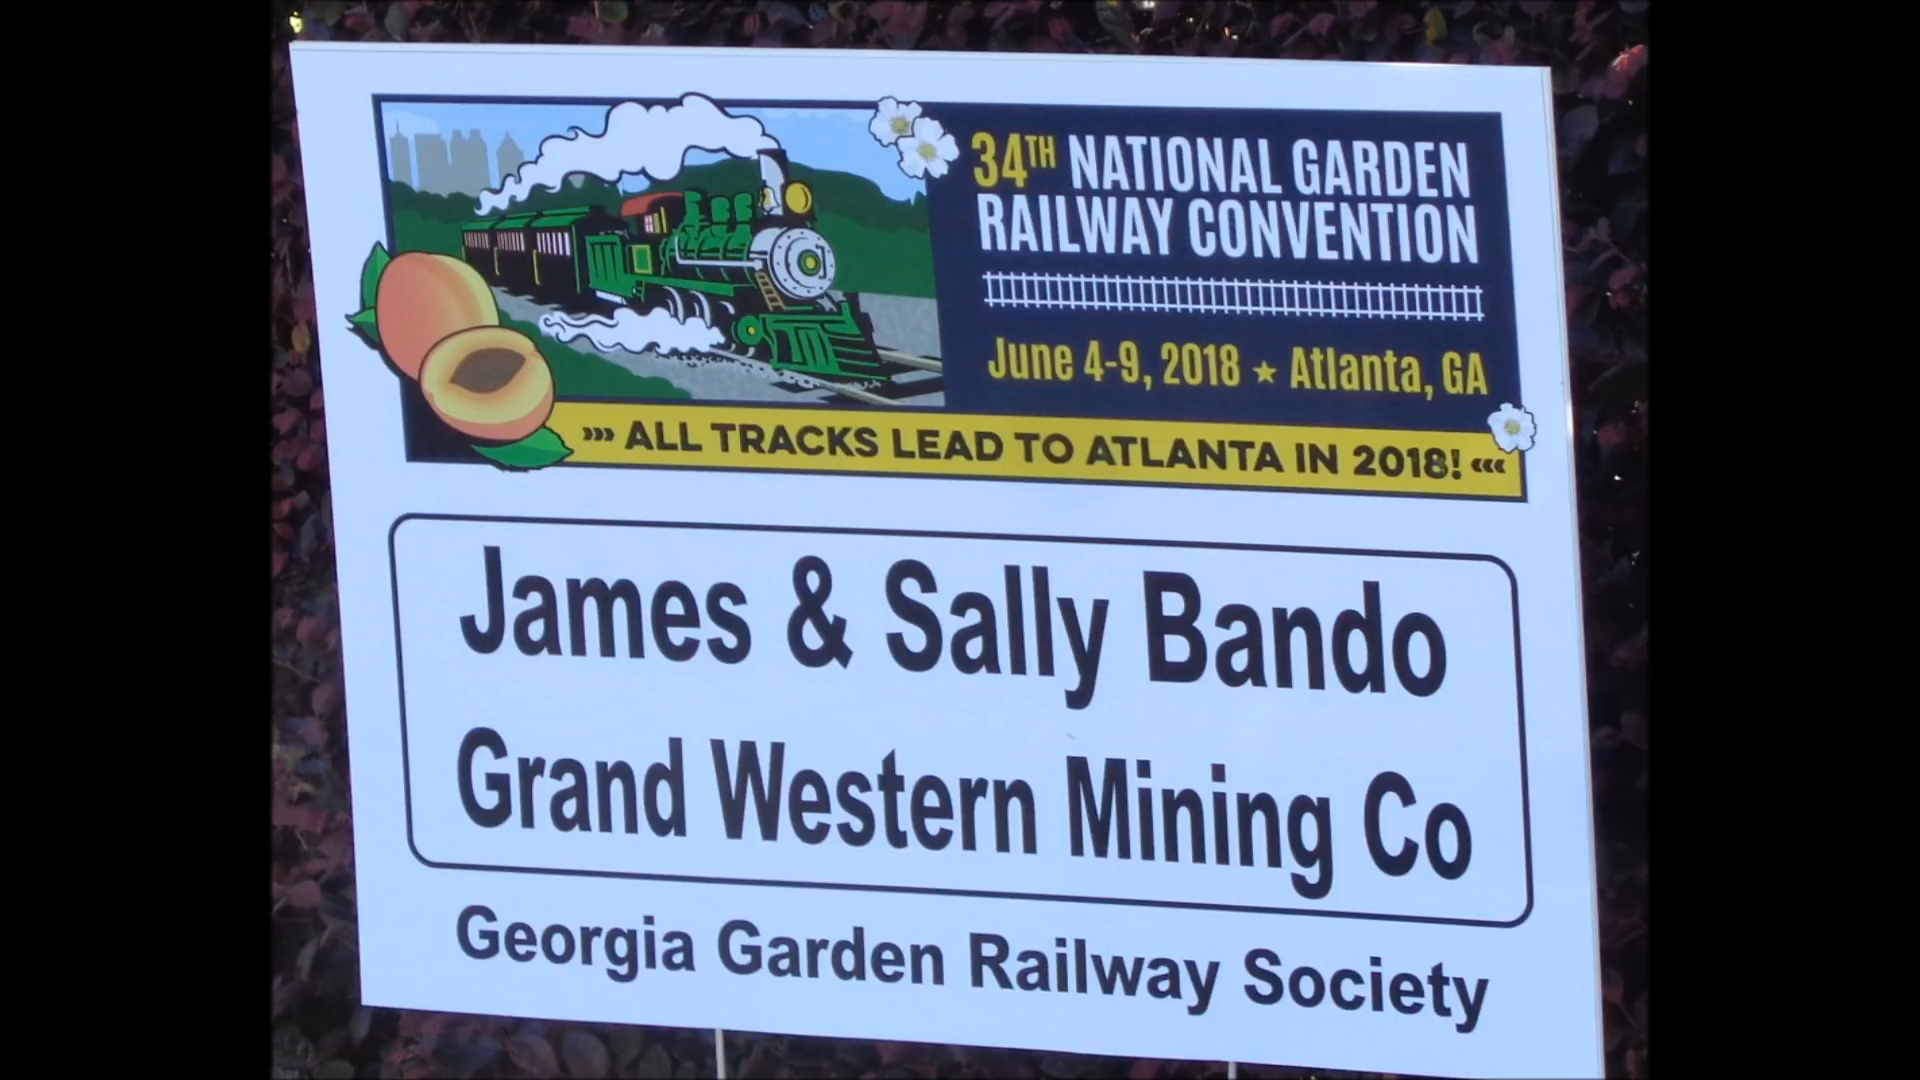 34TH NATIONAL GARDEN
RAILWAY CONVENTION
June 4-9, 2018 ★ Atlanta, GA
››› ALL TRACKS LEAD TO ATLANTA IN 2018! ‹‹‹
James & Sally Bando
Grand Western Mining Co
Georgia Garden Railway Society